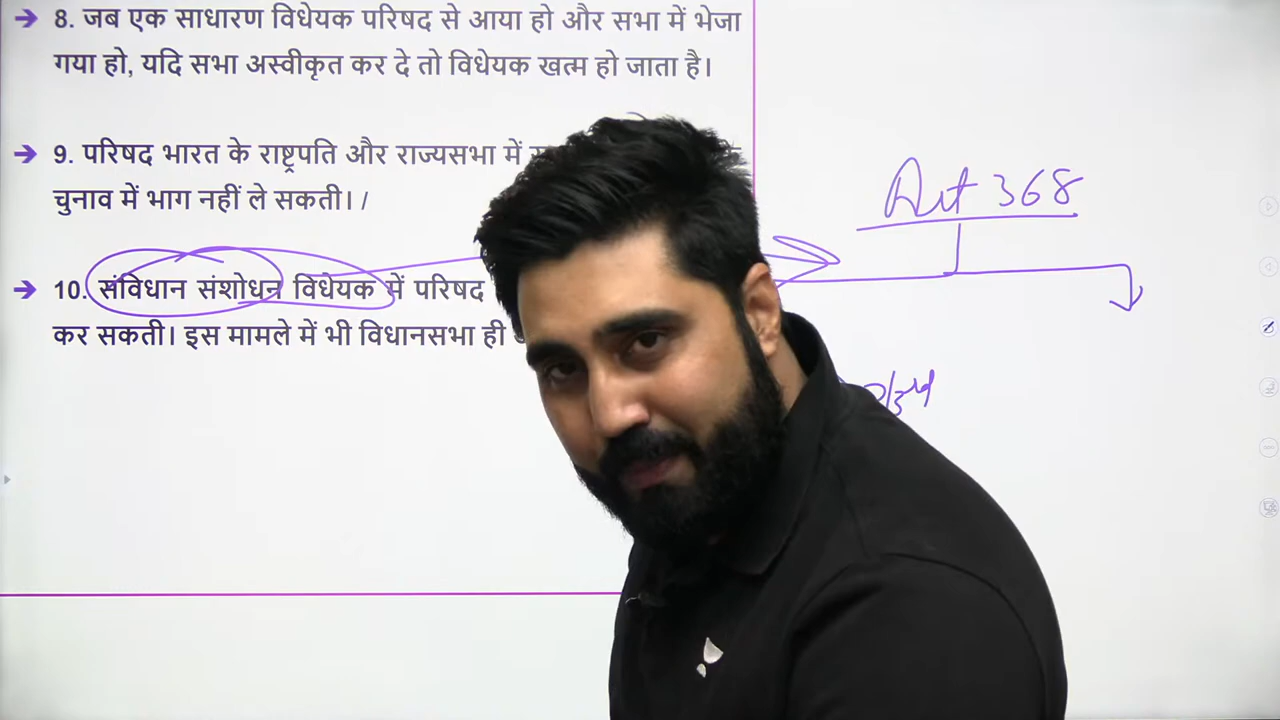 → 8. जब एक साधारण विधेयक परिषद से आया हो और सभा में भेजा
गया हो, यदि सभा अस्वीकृत कर दे तो विधेयक खत्म हो जाता है।
→ 9. परिषद भारत के राष्ट्रपति और राज्यसभा में
चुनाव में भाग नहीं ले सकती। /
→ 10. संविधान संशोधन विधेयक में परिषद
कर सकती। इस मामले में भी विधानसभा ही
Art 368
2/3rd